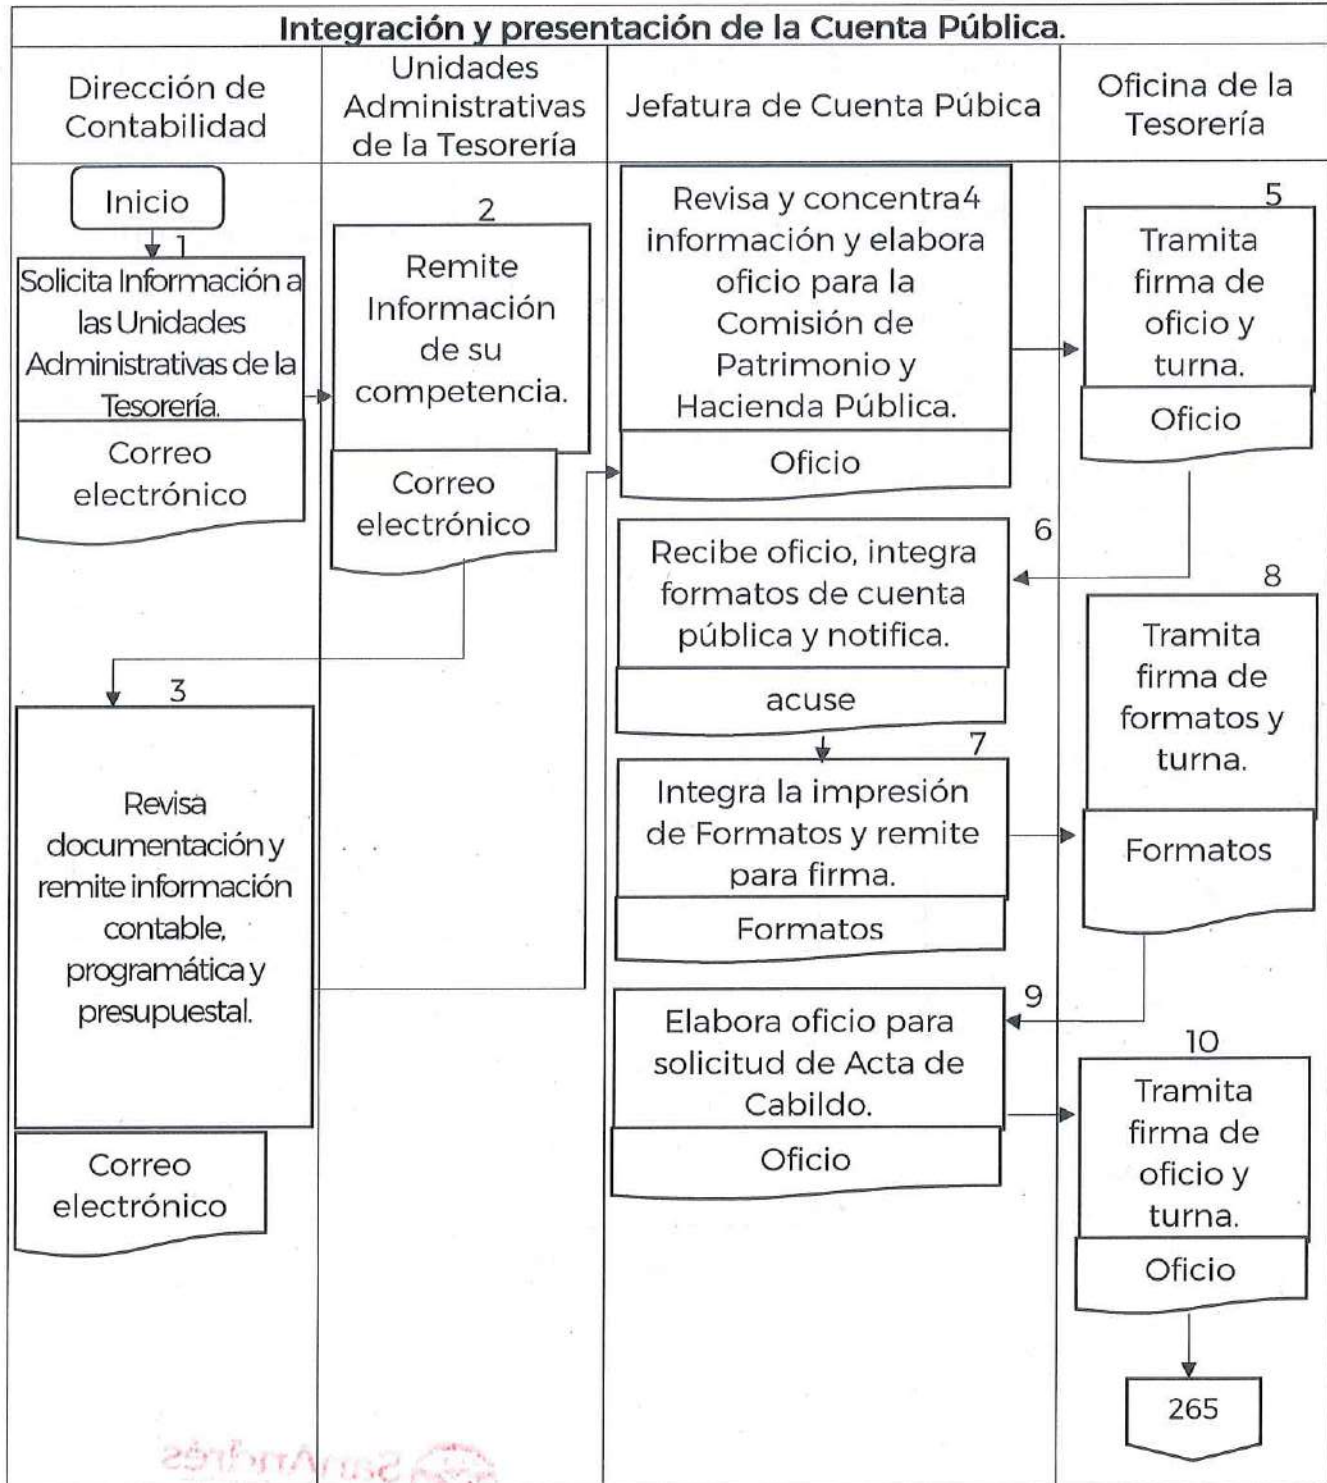 Integración y presentación de la Cuenta Pública.
Dirección de
Contabilidad
Unidades
Administrativas
de la Tesorería
Jefatura de Cuenta Púbica
Oficina de la
Tesorería
Inicio
1
Solicita Información a
las Unidades
Administrativas de la
Tesorería.
Correo
electrónico
2
Remite
Información
de su
competencia.
Correo
electrónico
3
Revisa
documentación y
remite información
contable,
programática y
presupuestal.
Correo
electrónico
Revisa y concentra4
información y elabora
oficio para la
Comisión de
Patrimonio y
Hacienda Pública.
Oficio
5
Tramita
firma de
oficio y
turna.
Oficio
6
Recibe oficio, integra
formatos de cuenta
pública y notifica.
acuse
7
Integra la impresión
de Formatos y remite
para firma.
Formatos
8
Tramita
firma de
formatos y
turna.
Formatos
9
Elabora oficio para
solicitud de Acta de
Cabildo.
Oficio
10
Tramita
firma de
oficio y
turna.
Oficio
265
SanAndrés